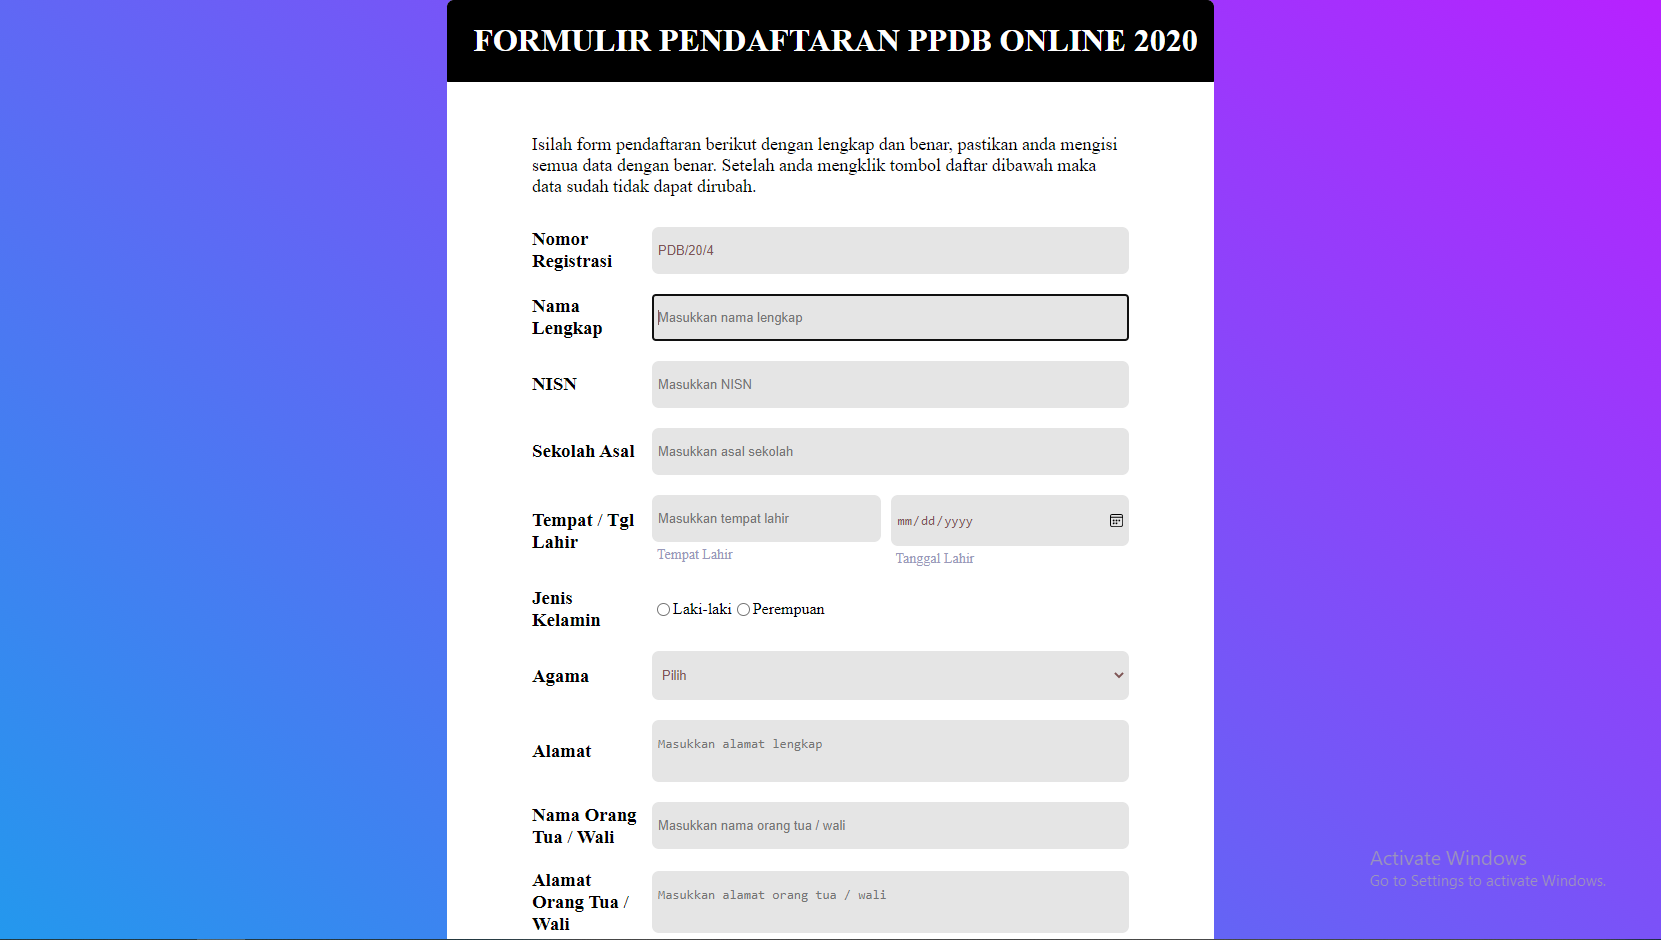 FORMULIR PENDAFTARAN PPDB ONLINE 2020
Isilah form pendaftaran berikut dengan lengkap dan benar, pastikan anda mengisi
semua data dengan benar. Setelah anda mengklik tombol daftar dibawah maka
data sudah tidak dapat dirubah.
Nomor
Registrasi
PDB/20/4
Nama
Lengkap
Masukkan nama lengkap
NISN
Masukkan NISN
Sekolah Asal
Masukkan asal sekolah
Tempat / Tgl
Lahir
Masukkan tempat lahir
mm/dd/yyyy
Tempat Lahir
Tanggal Lahir
Jenis
Kelamin
Laki-laki Perempuan
Agama
Pilih
Alamat
Masukkan alamat lengkap
Nama Orang
Tua / Wali
Masukkan nama orang tua / wali
Alamat
Orang Tua /
Wali
Masukkan alamat orang tua / wali
Activate Windows
Go to Settings to activate Windows.